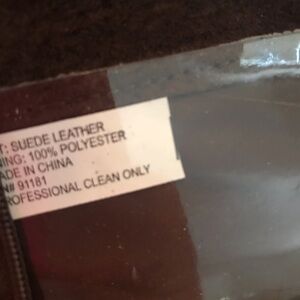 T: SUEDE LEATHER
NING: 100% POLYESTER
ADE IN CHINA
N# 91181
ROFESSIONAL CLEAN ONLY